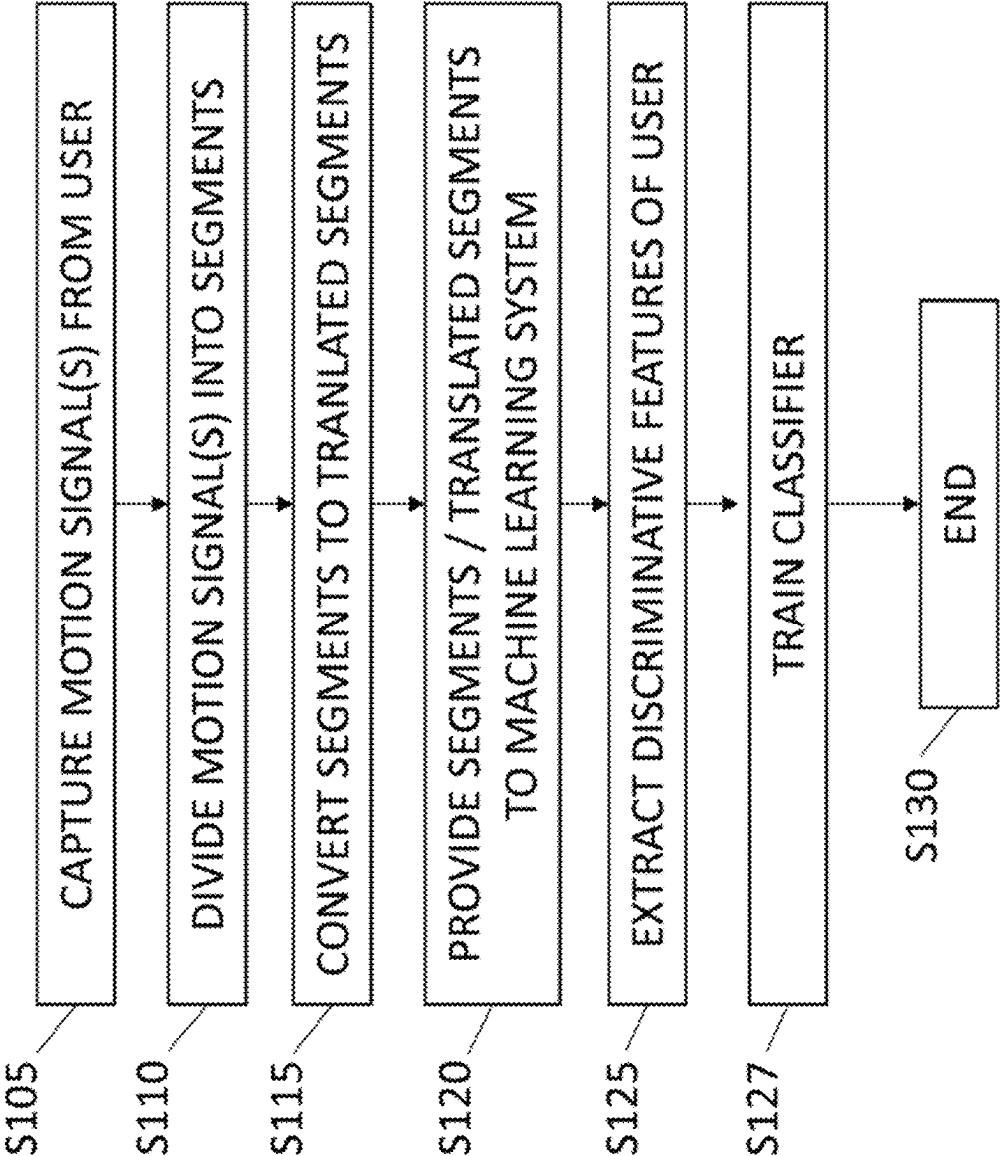 S105
CAPTURE MOTION SIGNAL(S) FROM USER
S110
DIVIDE MOTION SIGNAL(S) INTO SEGMENTS
S115
CONVERT SEGMENTS TO TRANLATED SEGMENTS
S120
PROVIDE SEGMENTS / TRANSLATED SEGMENTS
TO MACHINE LEARNING SYSTEM
S125
EXTRACT DISCRIMINATIVE FEATURES OF USER
S127
TRAIN CLASSIFIER
S130
END